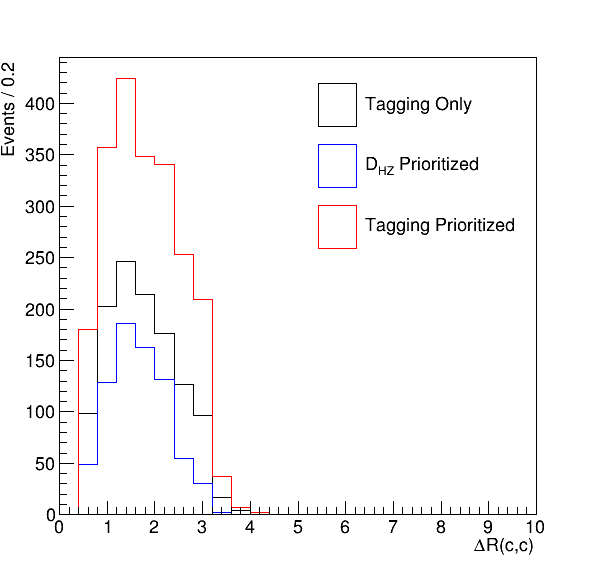 Events / 0.2
400
350
300
250
200
150
100
50
0
Tagging Only
D_HZ Prioritized
Tagging Prioritized
0 1 2 3 4 5 6 7 8 9 10
ΔR(c,c)